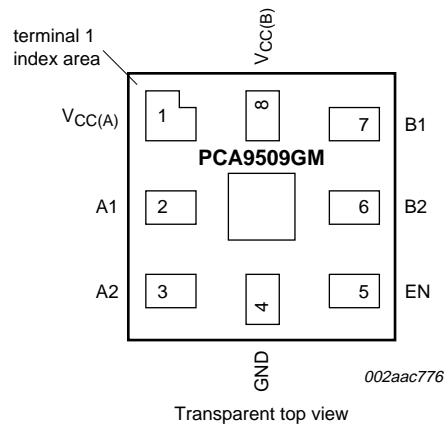 terminal 1
index area
VCC(B)
VCC(A)
1
8
7
B1
PCA9509GM
A1
2
6
B2
A2
3
4
5
EN
GND
002aac776
Transparent top view